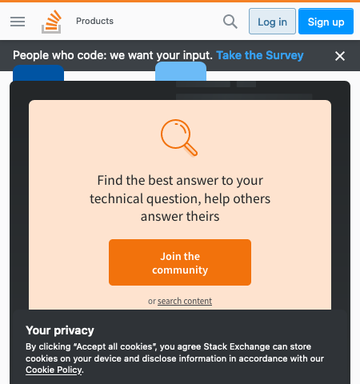 Products
Log in
Sign up
People who code: we want your input. Take the Survey
Find the best answer to your
technical question, help others
answer theirs
Join the
community
or search content
Your privacy
By clicking “Accept all cookies”, you agree Stack Exchange can store
cookies on your device and disclose information in accordance with our
Cookie Policy.